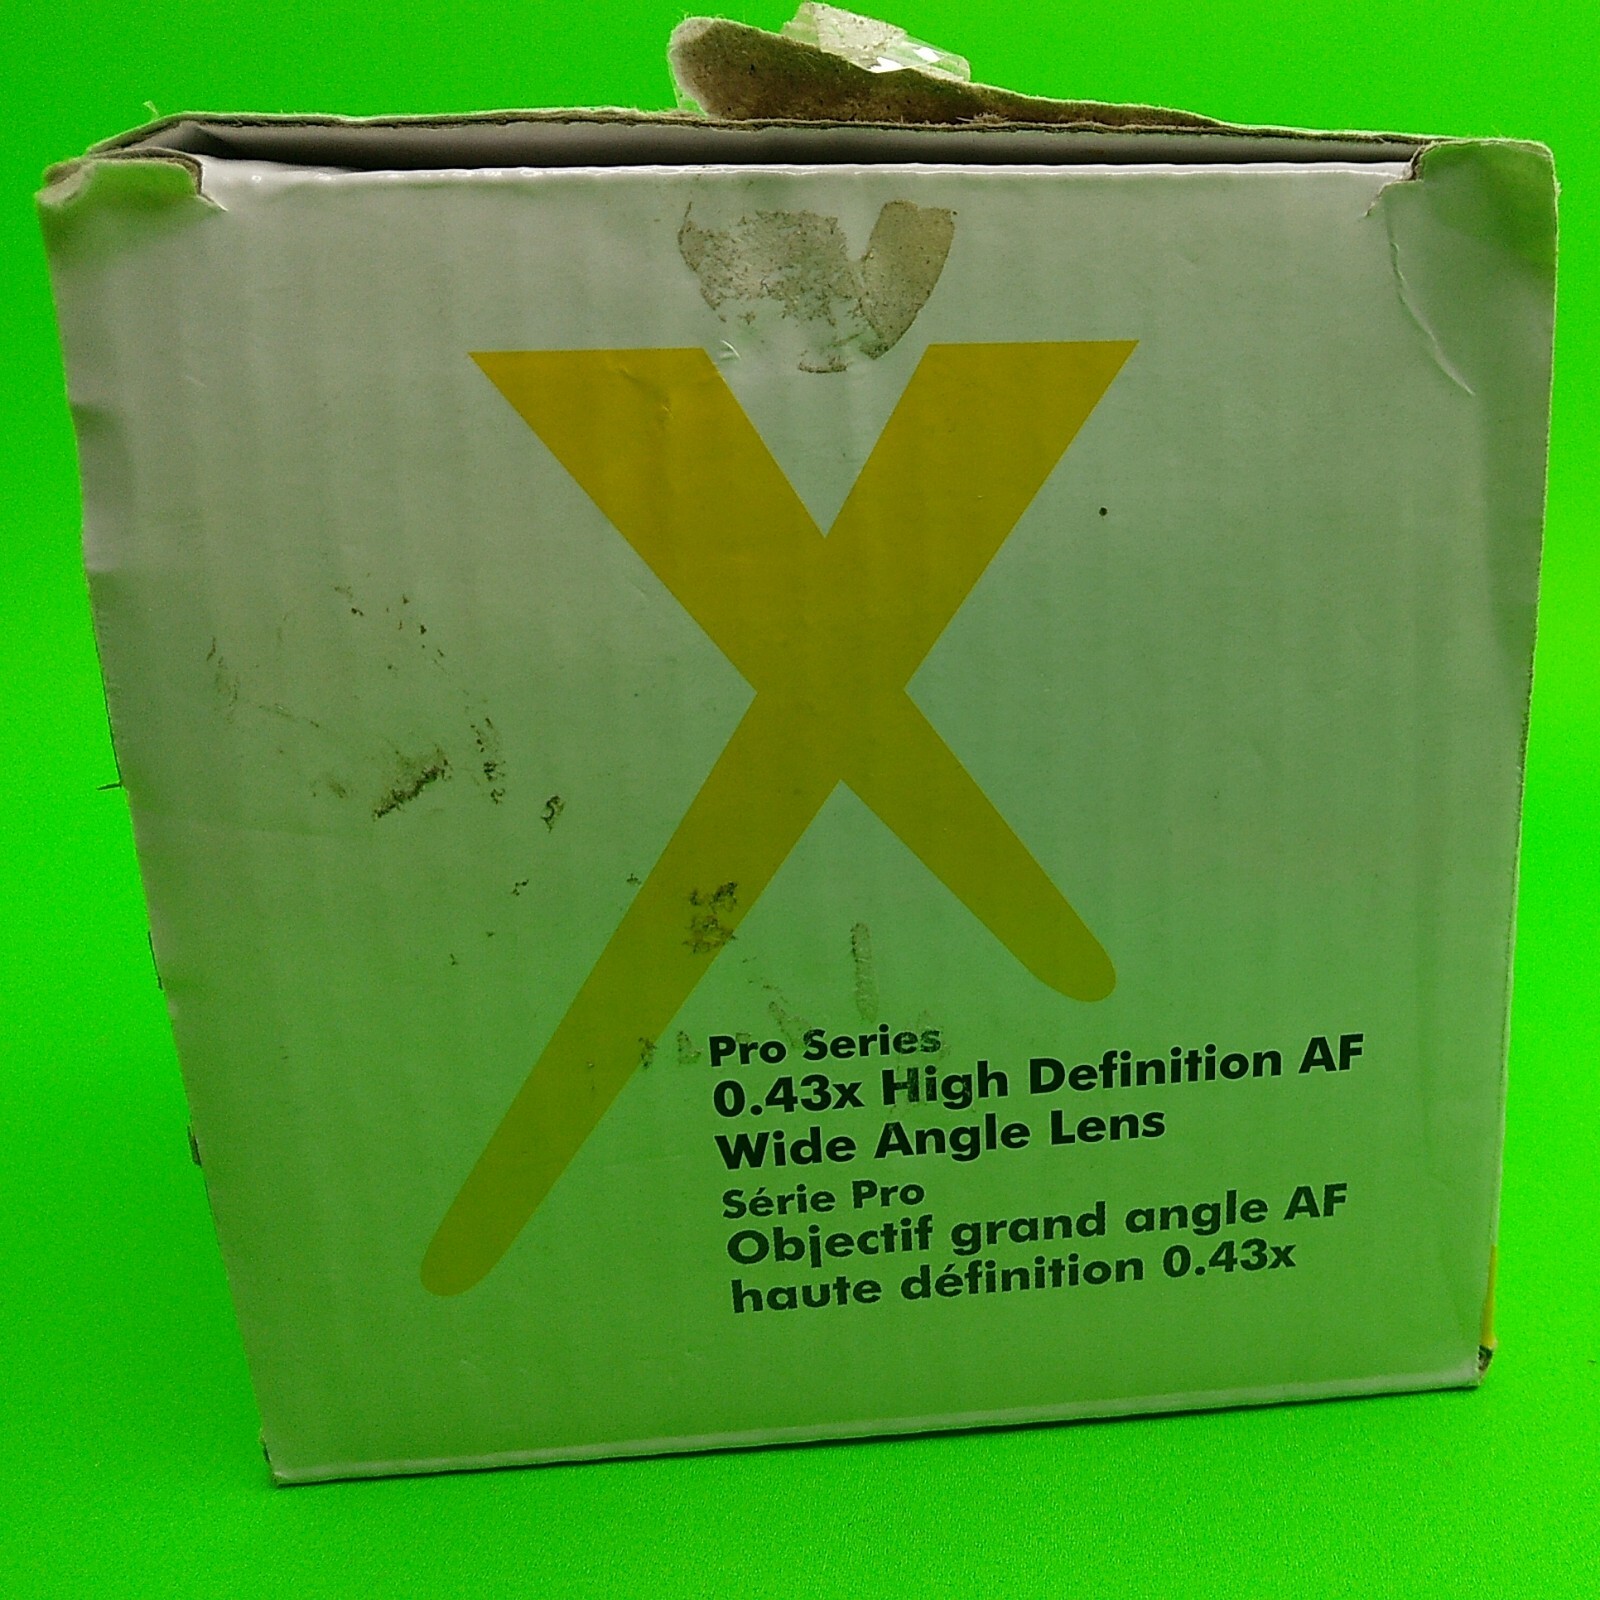 X
Pro Series
0.43x High Definition AF
Wide Angle Lens
Série Pro
Objectif grand angle AF
haute définition 0.43x